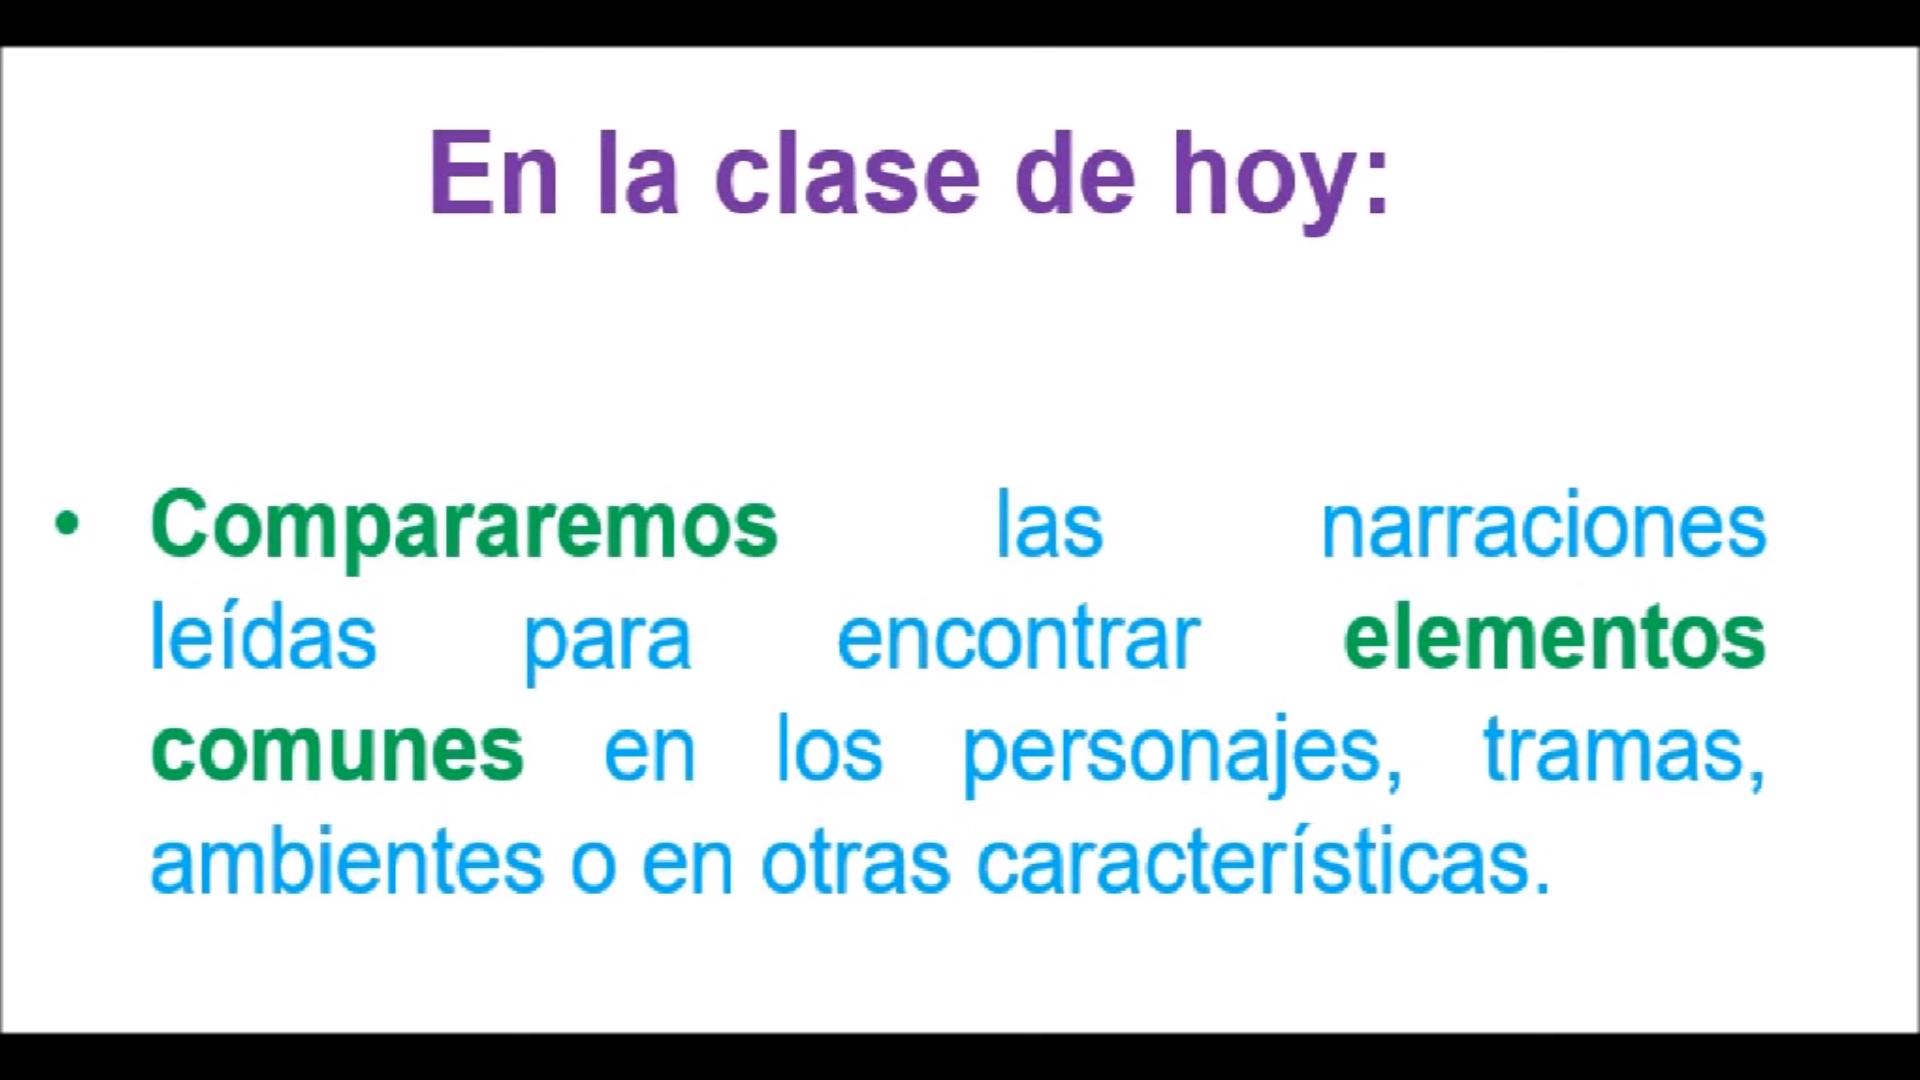 En la clase de hoy:
• Compararemos las narraciones
leídas para encontrar elementos
comunes en los personajes, tramas,
ambientes o en otras características.